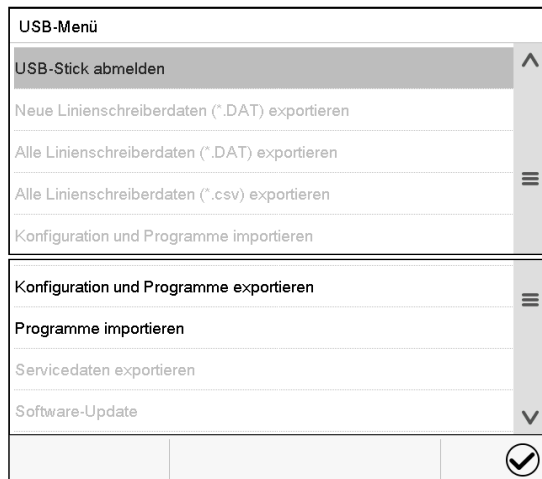 USB-Menü
USB-Stick abmelden
Neue Linienschreiberdaten (*.DAT) exportieren
Alle Linienschreiberdaten (*.DAT) exportieren
Alle Linienschreiberdaten (*.csv) exportieren
Konfiguration und Programme importieren
Konfiguration und Programme exportieren
Programme importieren
Servicedaten exportieren
Software-Update